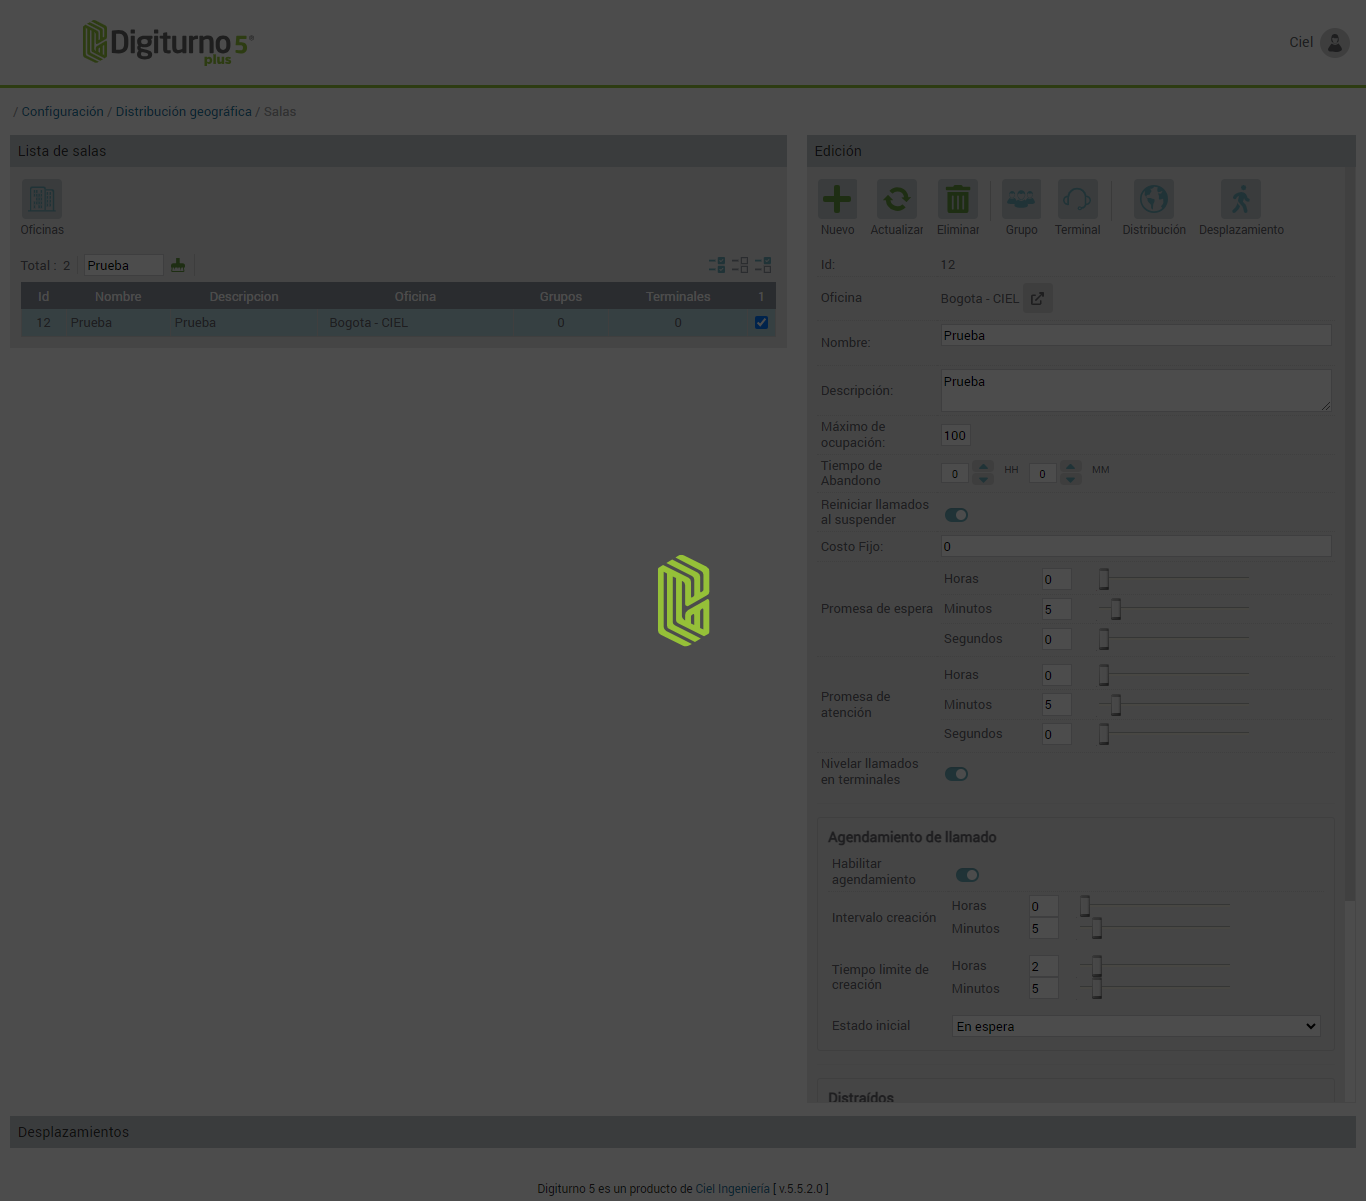 Digiturno 5®
plus
Ciel
/ Configuración / Distribución geográfica / Salas
Lista de salas
Oficinas
Total : 2 Prueba
Id Nombre Descripcion Oficina Grupos Terminales 1
12 Prueba Prueba Bogota - CIEL 0 0
Edición
Nuevo Actualizar Eliminar Grupo Terminal Distribución Desplazamiento
Id: 12
Oficina Bogota - CIEL
Nombre: Prueba
Descripción: Prueba
Máximo de
ocupación: 100
Tiempo de
Abandono 0 HH 0 MM
Reiniciar llamados
al suspender
Costo Fijo: 0
Promesa de espera
Horas 0
Minutos 5
Segundos 0
Promesa de
atención
Horas 0
Minutos 5
Segundos 0
Nivelar llamados
en terminales
Agendamiento de llamado
Habilitar
agendamiento
Intervalo creación
Horas 0
Minutos 5
Tiempo limite de
creación
Horas 2
Minutos 5
Estado inicial En espera
Distraídos
Desplazamientos
Digiturno 5 es un producto de Ciel Ingeniería [ v.5.5.2.0 ]